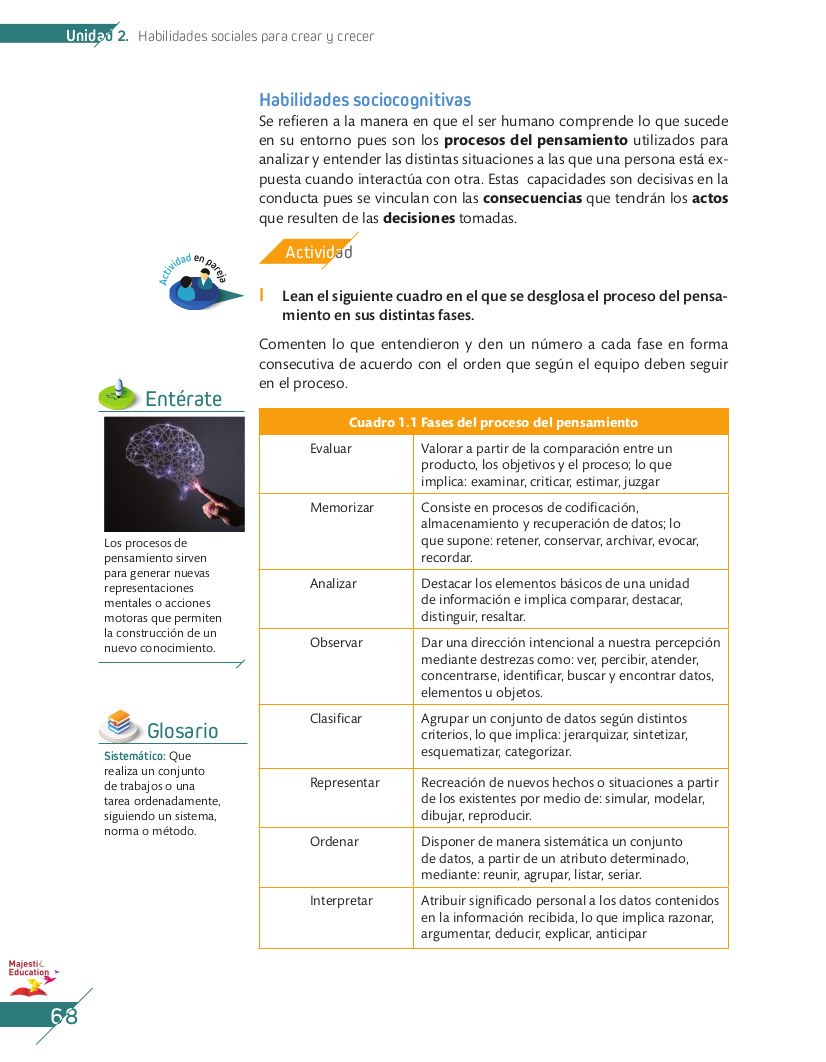 Unidad 2. Habilidades sociales para crear y crecer
Habilidades sociocognitivas
Se refieren a la manera en que el ser humano comprende lo que sucede
en su entorno pues son los procesos del pensamiento utilizados para
analizar y entender las distintas situaciones a las que una persona está ex-
puesta cuando interactúa con otra. Estas capacidades son decisivas en la
conducta pues se vinculan con las consecuencias que tendrán los actos
que resulten de las decisiones tomadas.
Actividad en pareja
Actividad
I Lean el siguiente cuadro en el que se desglosa el proceso del pensa-
miento en sus distintas fases.
Comenten lo que entendieron y den un número a cada fase en forma
consecutiva de acuerdo con el orden que según el equipo deben seguir
en el proceso.
Entérate
Los procesos de
pensamiento sirven
para generar nuevas
representaciones
mentales o acciones
motoras que permiten
la construcción de un
nuevo conocimiento.
Glosario
Sistemático: Que
realiza un conjunto
de trabajos o una
tarea ordenadamente,
siguiendo un sistema,
norma o método.
Cuadro 1.1 Fases del proceso del pensamiento
Evaluar
Valorar a partir de la comparación entre un
producto, los objetivos y el proceso; lo que
implica: examinar, criticar, estimar, juzgar
Memorizar
Consiste en procesos de codificación,
almacenamiento y recuperación de datos; lo
que supone: retener, conservar, archivar, evocar,
recordar.
Analizar
Destacar los elementos básicos de una unidad
de información e implica comparar, destacar,
distinguir, resaltar.
Observar
Dar una dirección intencional a nuestra percepción
mediante destrezas como: ver, percibir, atender,
concentrarse, identificar, buscar y encontrar datos,
elementos u objetos.
Clasificar
Agrupar un conjunto de datos según distintos
criterios, lo que implica: jerarquizar, sintetizar,
esquematizar, categorizar.
Representar
Recreación de nuevos hechos o situaciones a partir
de los existentes por medio de: simular, modelar,
dibujar, reproducir.
Ordenar
Disponer de manera sistemática un conjunto
de datos, a partir de un atributo determinado,
mediante: reunir, agrupar, listar, seriar.
Interpretar
Atribuir significado personal a los datos contenidos
en la información recibida, lo que implica razonar,
argumentar, deducir, explicar, anticipar
Majestic
Education
68